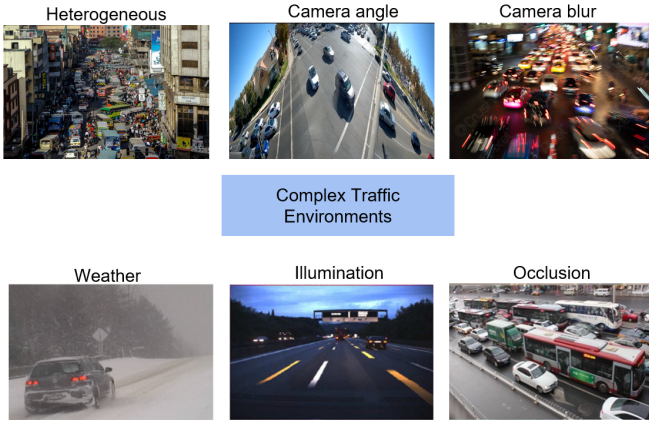 Heterogeneous
Camera angle
Camera blur
Complex Traffic
Environments
Weather
Illumination
Occlusion